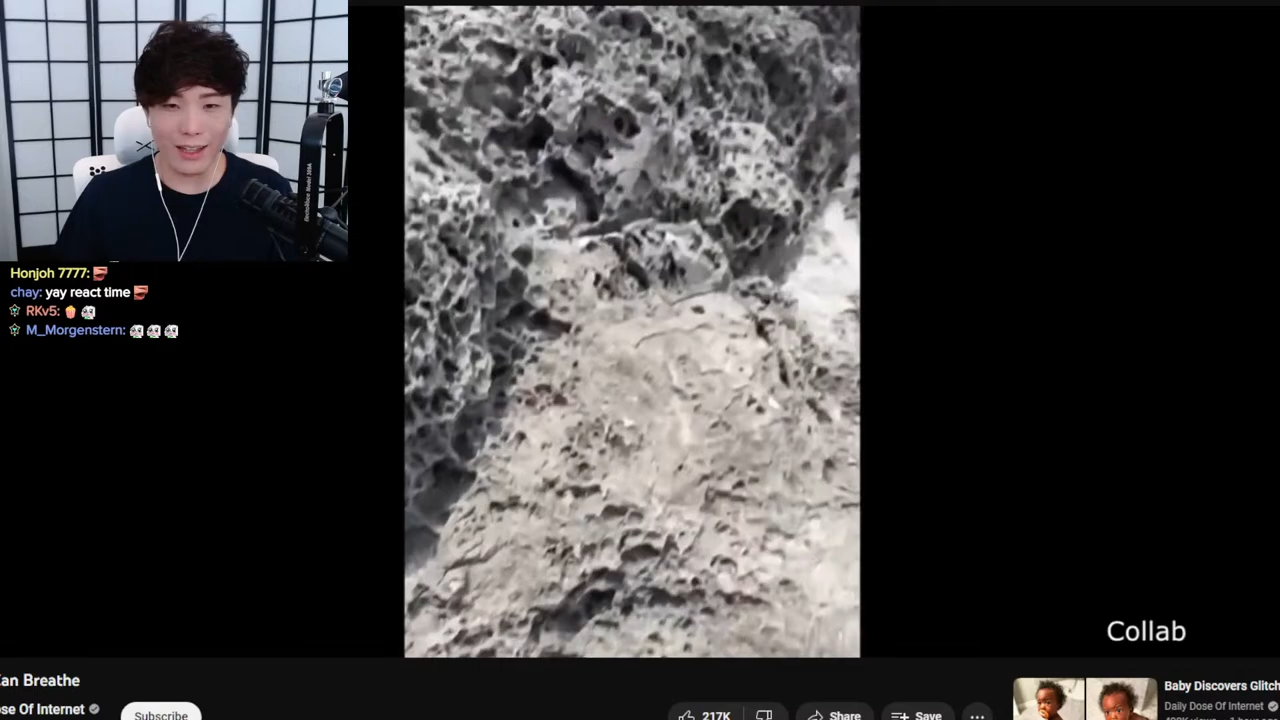 Honjoh 7777:
chay: yay react time
RKv5:
M_Morgenstern:
Collab
an Breathe
ose Of Internet
Subscribe
217K
Share
Save
Baby Discovers Glitch
Daily Dose Of Internet